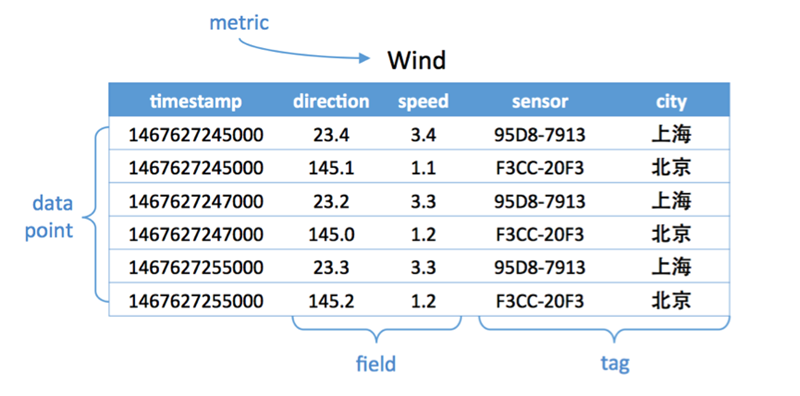 metric
Wind
timestamp direction speed sensor city
1467627245000 23.4 3.4 95D8-7913 上海
1467627245000 145.1 1.1 F3CC-20F3 北京
1467627247000 23.2 3.3 95D8-7913 上海
1467627247000 145.0 1.2 F3CC-20F3 北京
1467627255000 23.3 3.3 95D8-7913 上海
1467627255000 145.2 1.2 F3CC-20F3 北京
data
point
field
tag